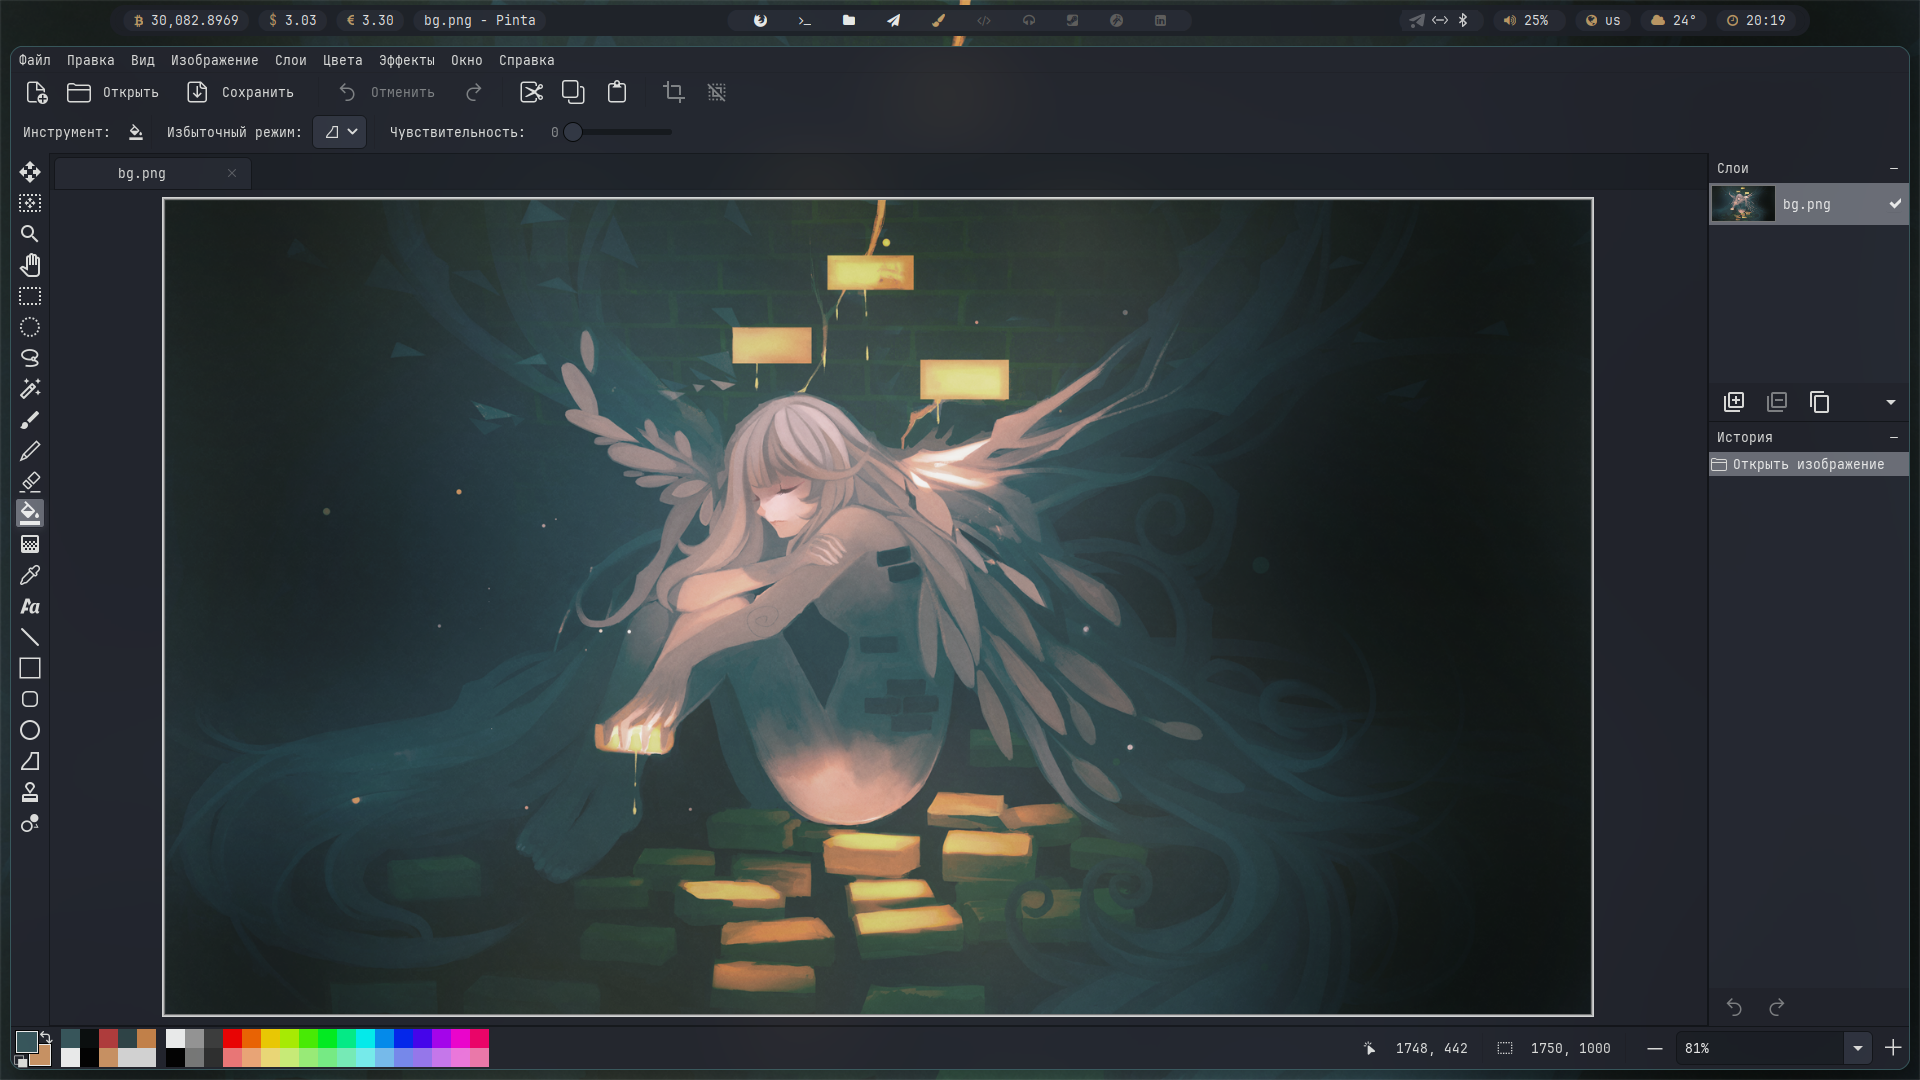 30,082.8969 $ 3.03 € 3.30 bg.png - Pinta 25% us 24° 20:19
Файл Правка Вид Изображение Слои Цвета Эффекты Окно Справка
Открыть Сохранить Отменить
Инструмент: Избыточный режим: Чувствительность: 0
bg.png
Слои
bg.png
История
Открыть изображение
Aa
1748, 442 1750, 1000 81%